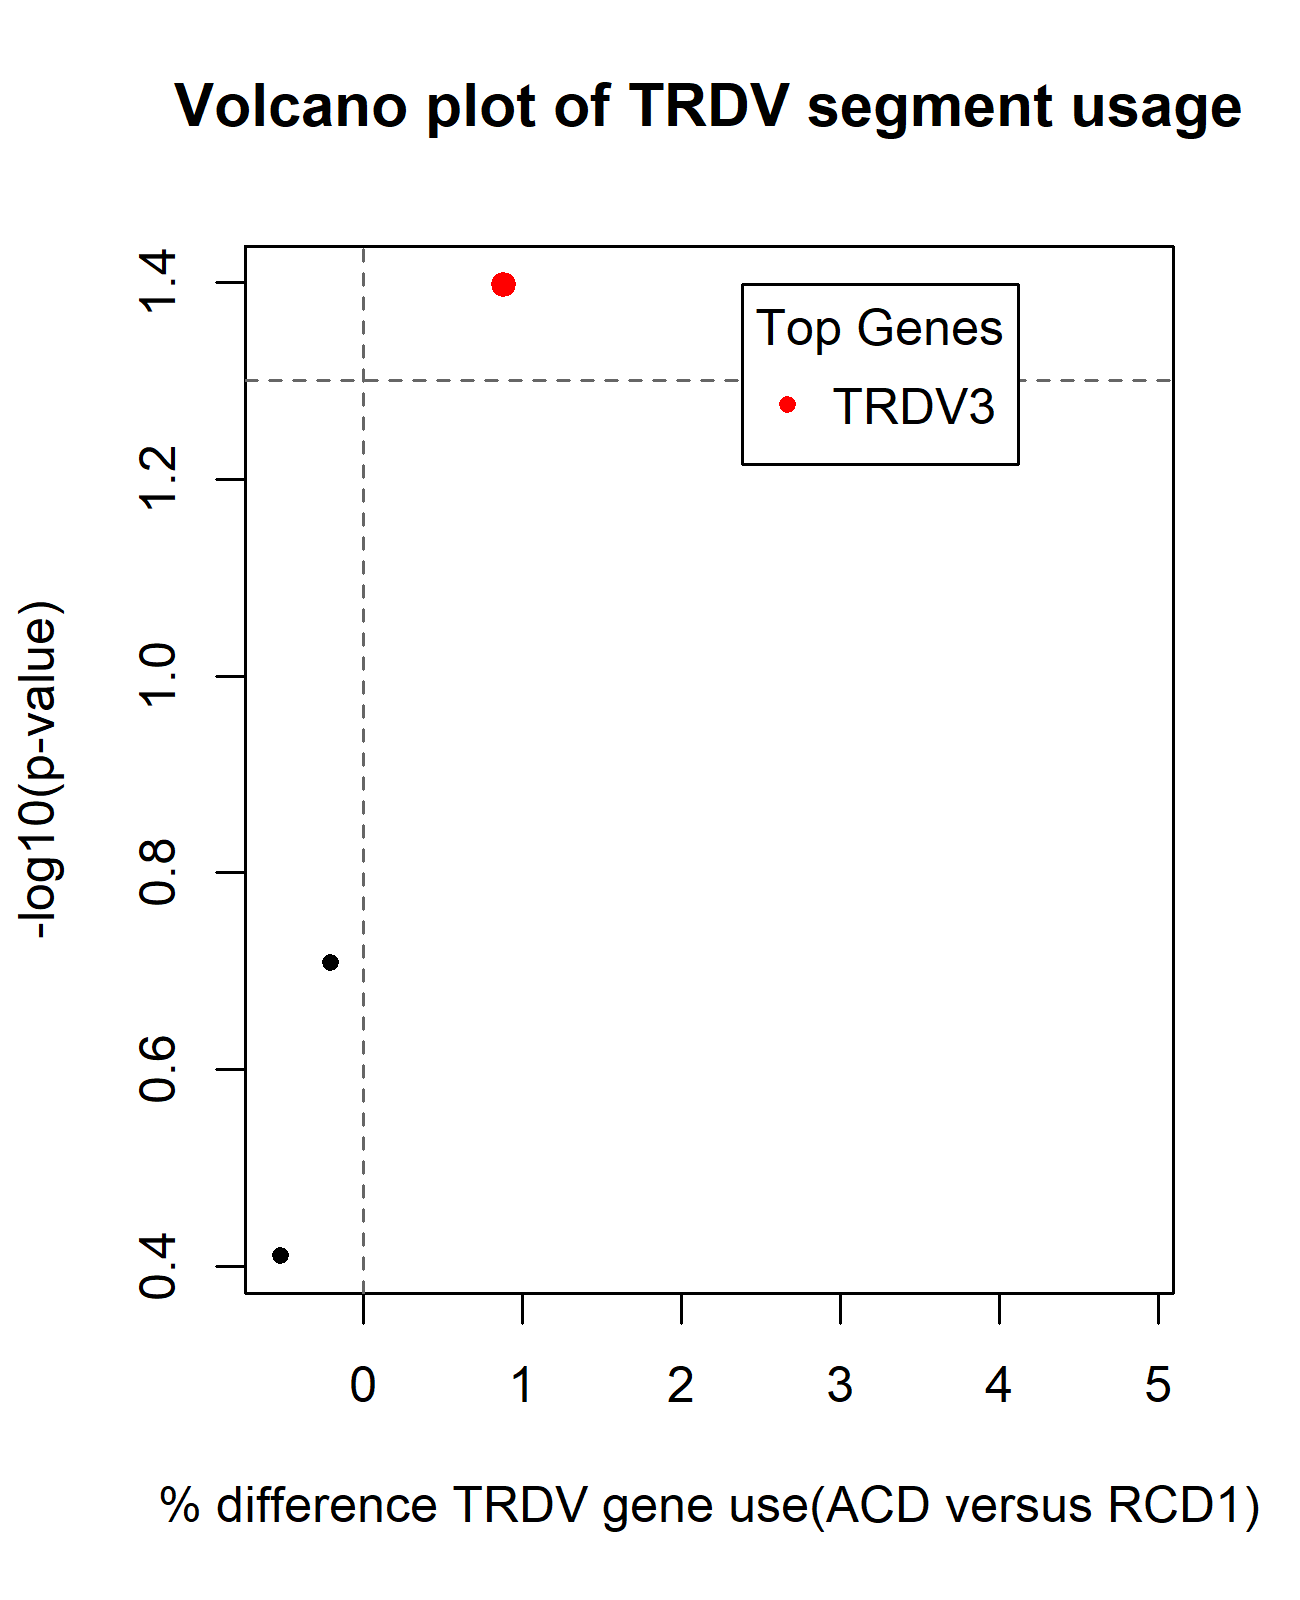 Volcano plot of TRDV segment usage
1.4
1.2
1.0
0.8
0.6
0.4
-log10(p-value)
Top Genes
TRDV3
0 1 2 3 4 5
% difference TRDV gene use(ACD versus RCD1)